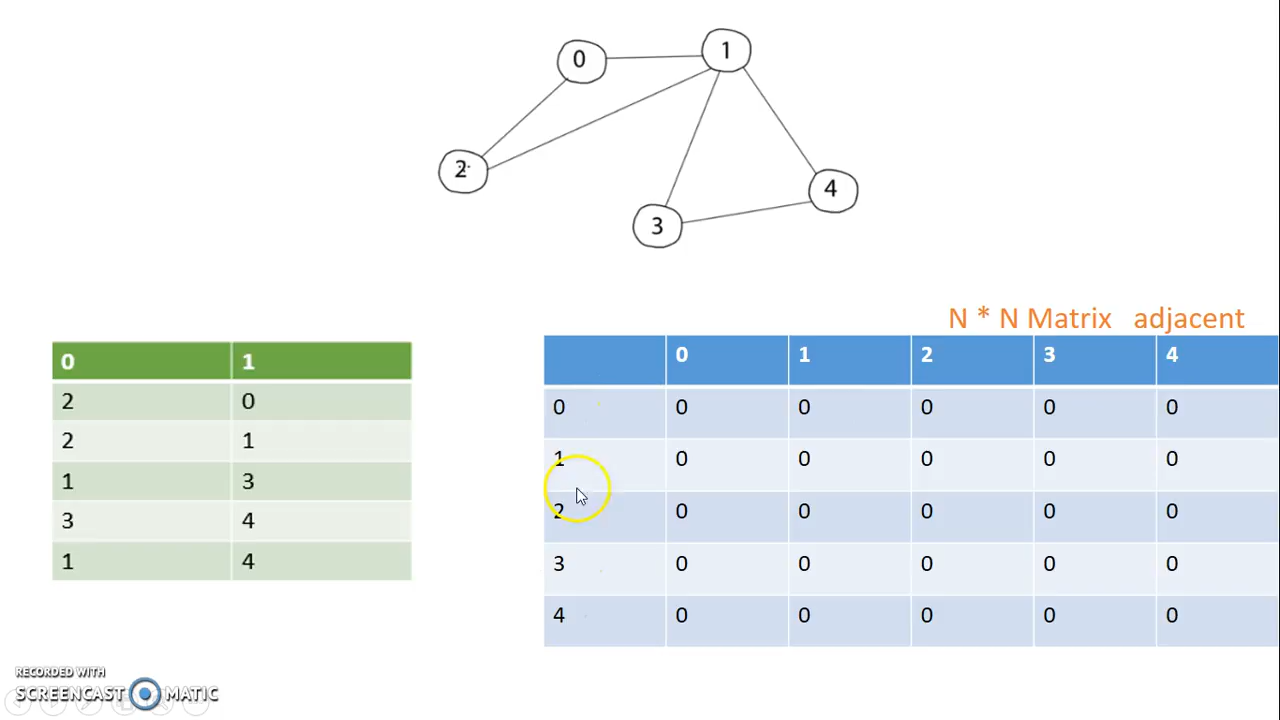 0
1
2
4
3
N * N Matrix adjacent
0 1
2 0
2 1
1 3
3 4
1 4
0 1 2 3 4
0 0 0 0 0 0
1 0 0 0 0 0
2 0 0 0 0 0
3 0 0 0 0 0
4 0 0 0 0 0
RECORDED WITH
SCREENCAST MATIC